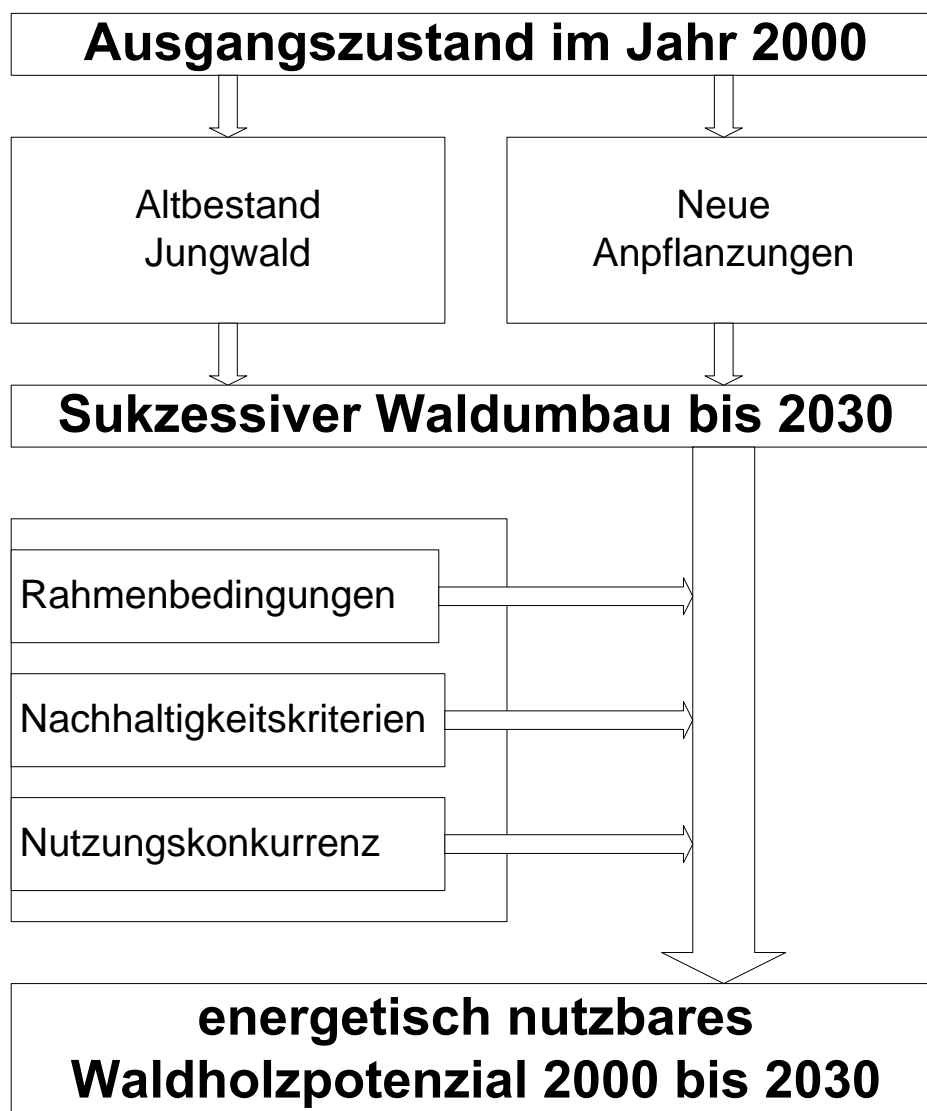 Ausgangszustand im Jahr 2000
Altbestand
Jungwald
Neue
Anpflanzungen
Sukzessiver Waldumbau bis 2030
Rahmenbedingungen
Nachhaltigkeitskriterien
Nutzungskonkurrenz
energetisch nutzbares
Waldholzpotenzial 2000 bis 2030